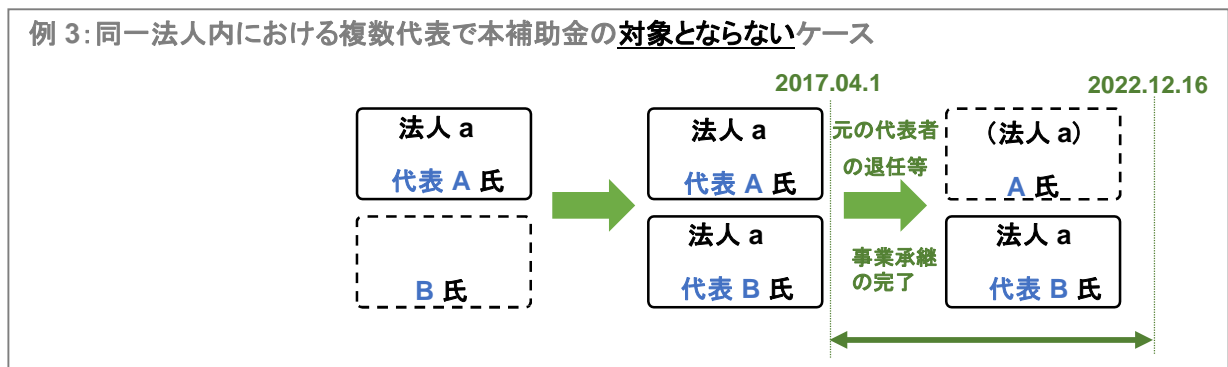 例 3：同一法人内における複数代表で本補助金の対象とならないケース
2017.04.1
2022.12.16
法人 a
代表 A 氏
B 氏
法人 a
代表 A 氏
法人 a
代表 B 氏
元の代表者
の退任等
事業承継
の完了
（法人 a）
A 氏
法人 a
代表 B 氏